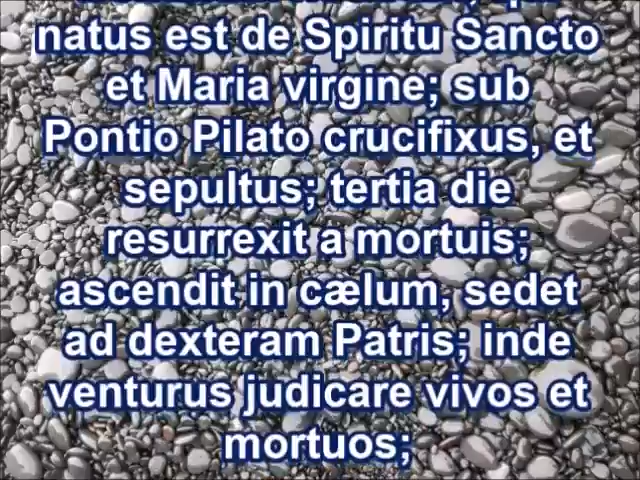 natus est de Spiritu Sancto
et Maria virgine; sub
Pontio Pilato crucifixus, et
sepultus; tertia die
resurrexit a mortuis;
ascendit in cælum, sedet
ad dexteram Patris; inde
venturus judicare vivos et
mortuos;